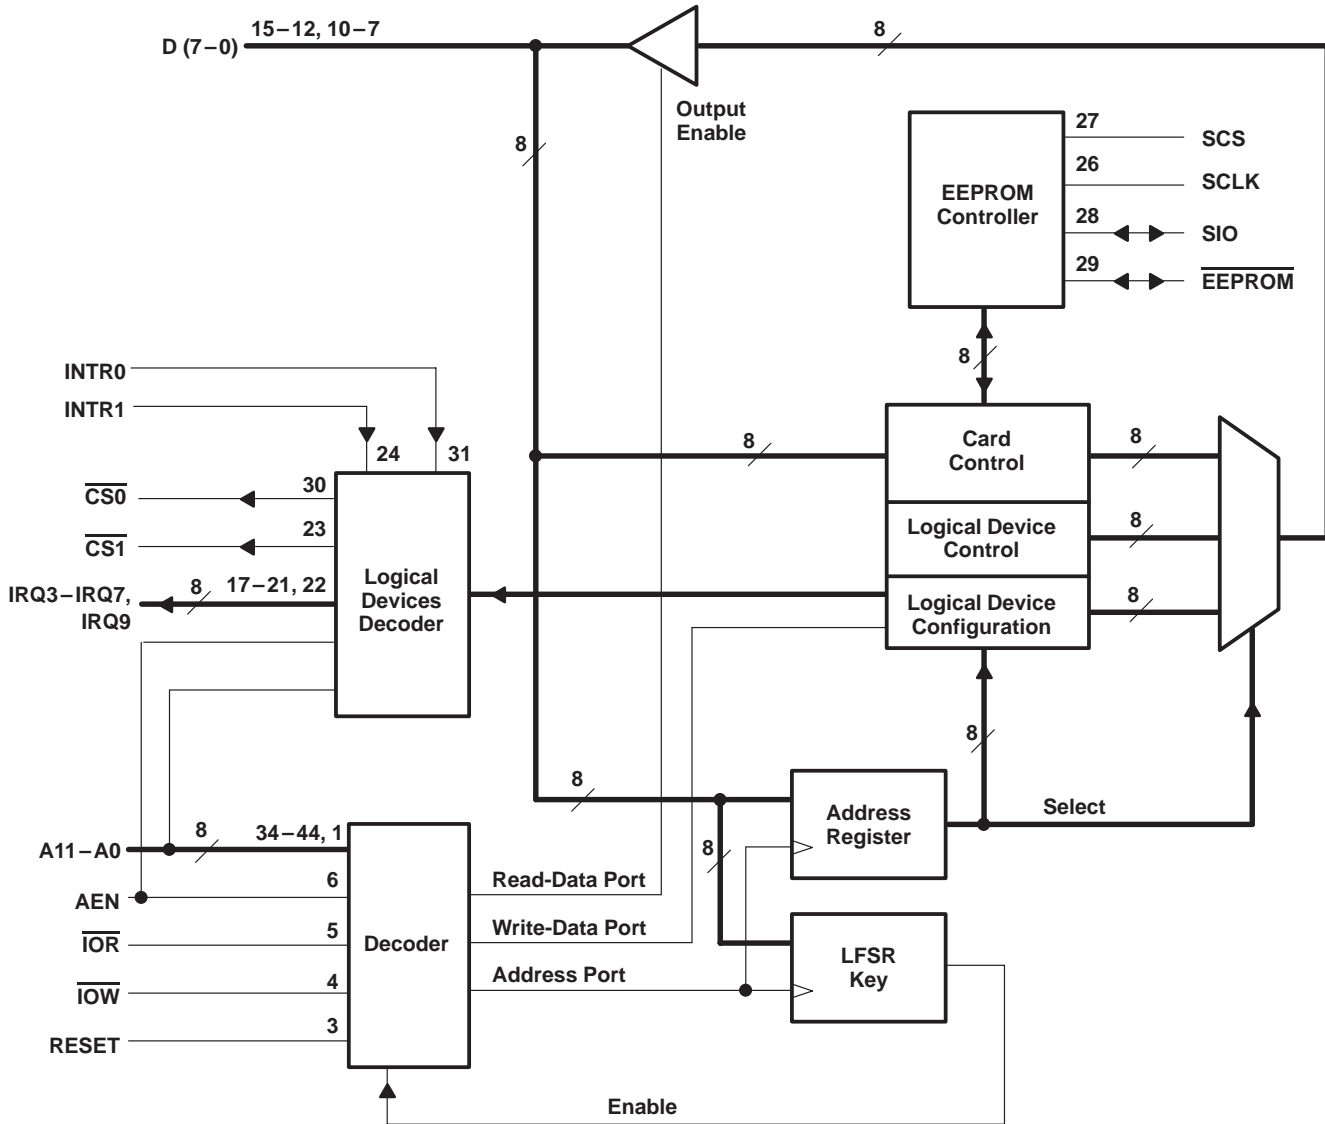 D (7–0)
15–12, 10–7
8
Output
Enable
8
EEPROM
Controller
27
SCS
26
SCLK
28
SIO
29
EEPROM
8
INTR0
INTR1
24
31
CS0
30
CS1
23
IRQ3–IRQ7,
IRQ9
8
17–21, 22
Logical
Devices
Decoder
8
Card
Control
8
Logical Device
Control
8
Logical Device
Configuration
8
8
8
Address
Register
Select
8
A11–A0
8
34–44, 1
AEN
6
IOR
5
IOW
4
RESET
3
Decoder
Read-Data Port
Write-Data Port
Address Port
LFSR
Key
Enable